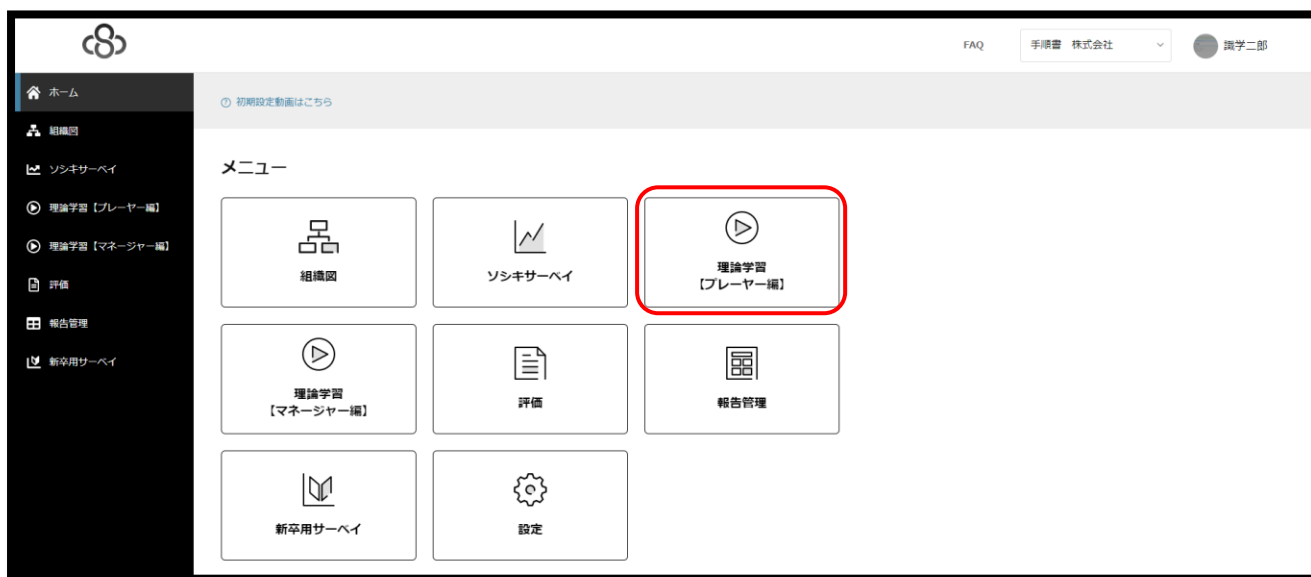 FAQ
手順書 株式会社
識学二郎
ホーム
組織図
ソシキサーベイ
理論学習【プレーヤー編】
理論学習【マネージャー編】
評価
報告管理
新卒用サーベイ
初期設定動画はこちら
メニュー
組織図
ソシキサーベイ
理論学習
【プレーヤー編】
理論学習
【マネージャー編】
評価
報告管理
新卒用サーベイ
設定